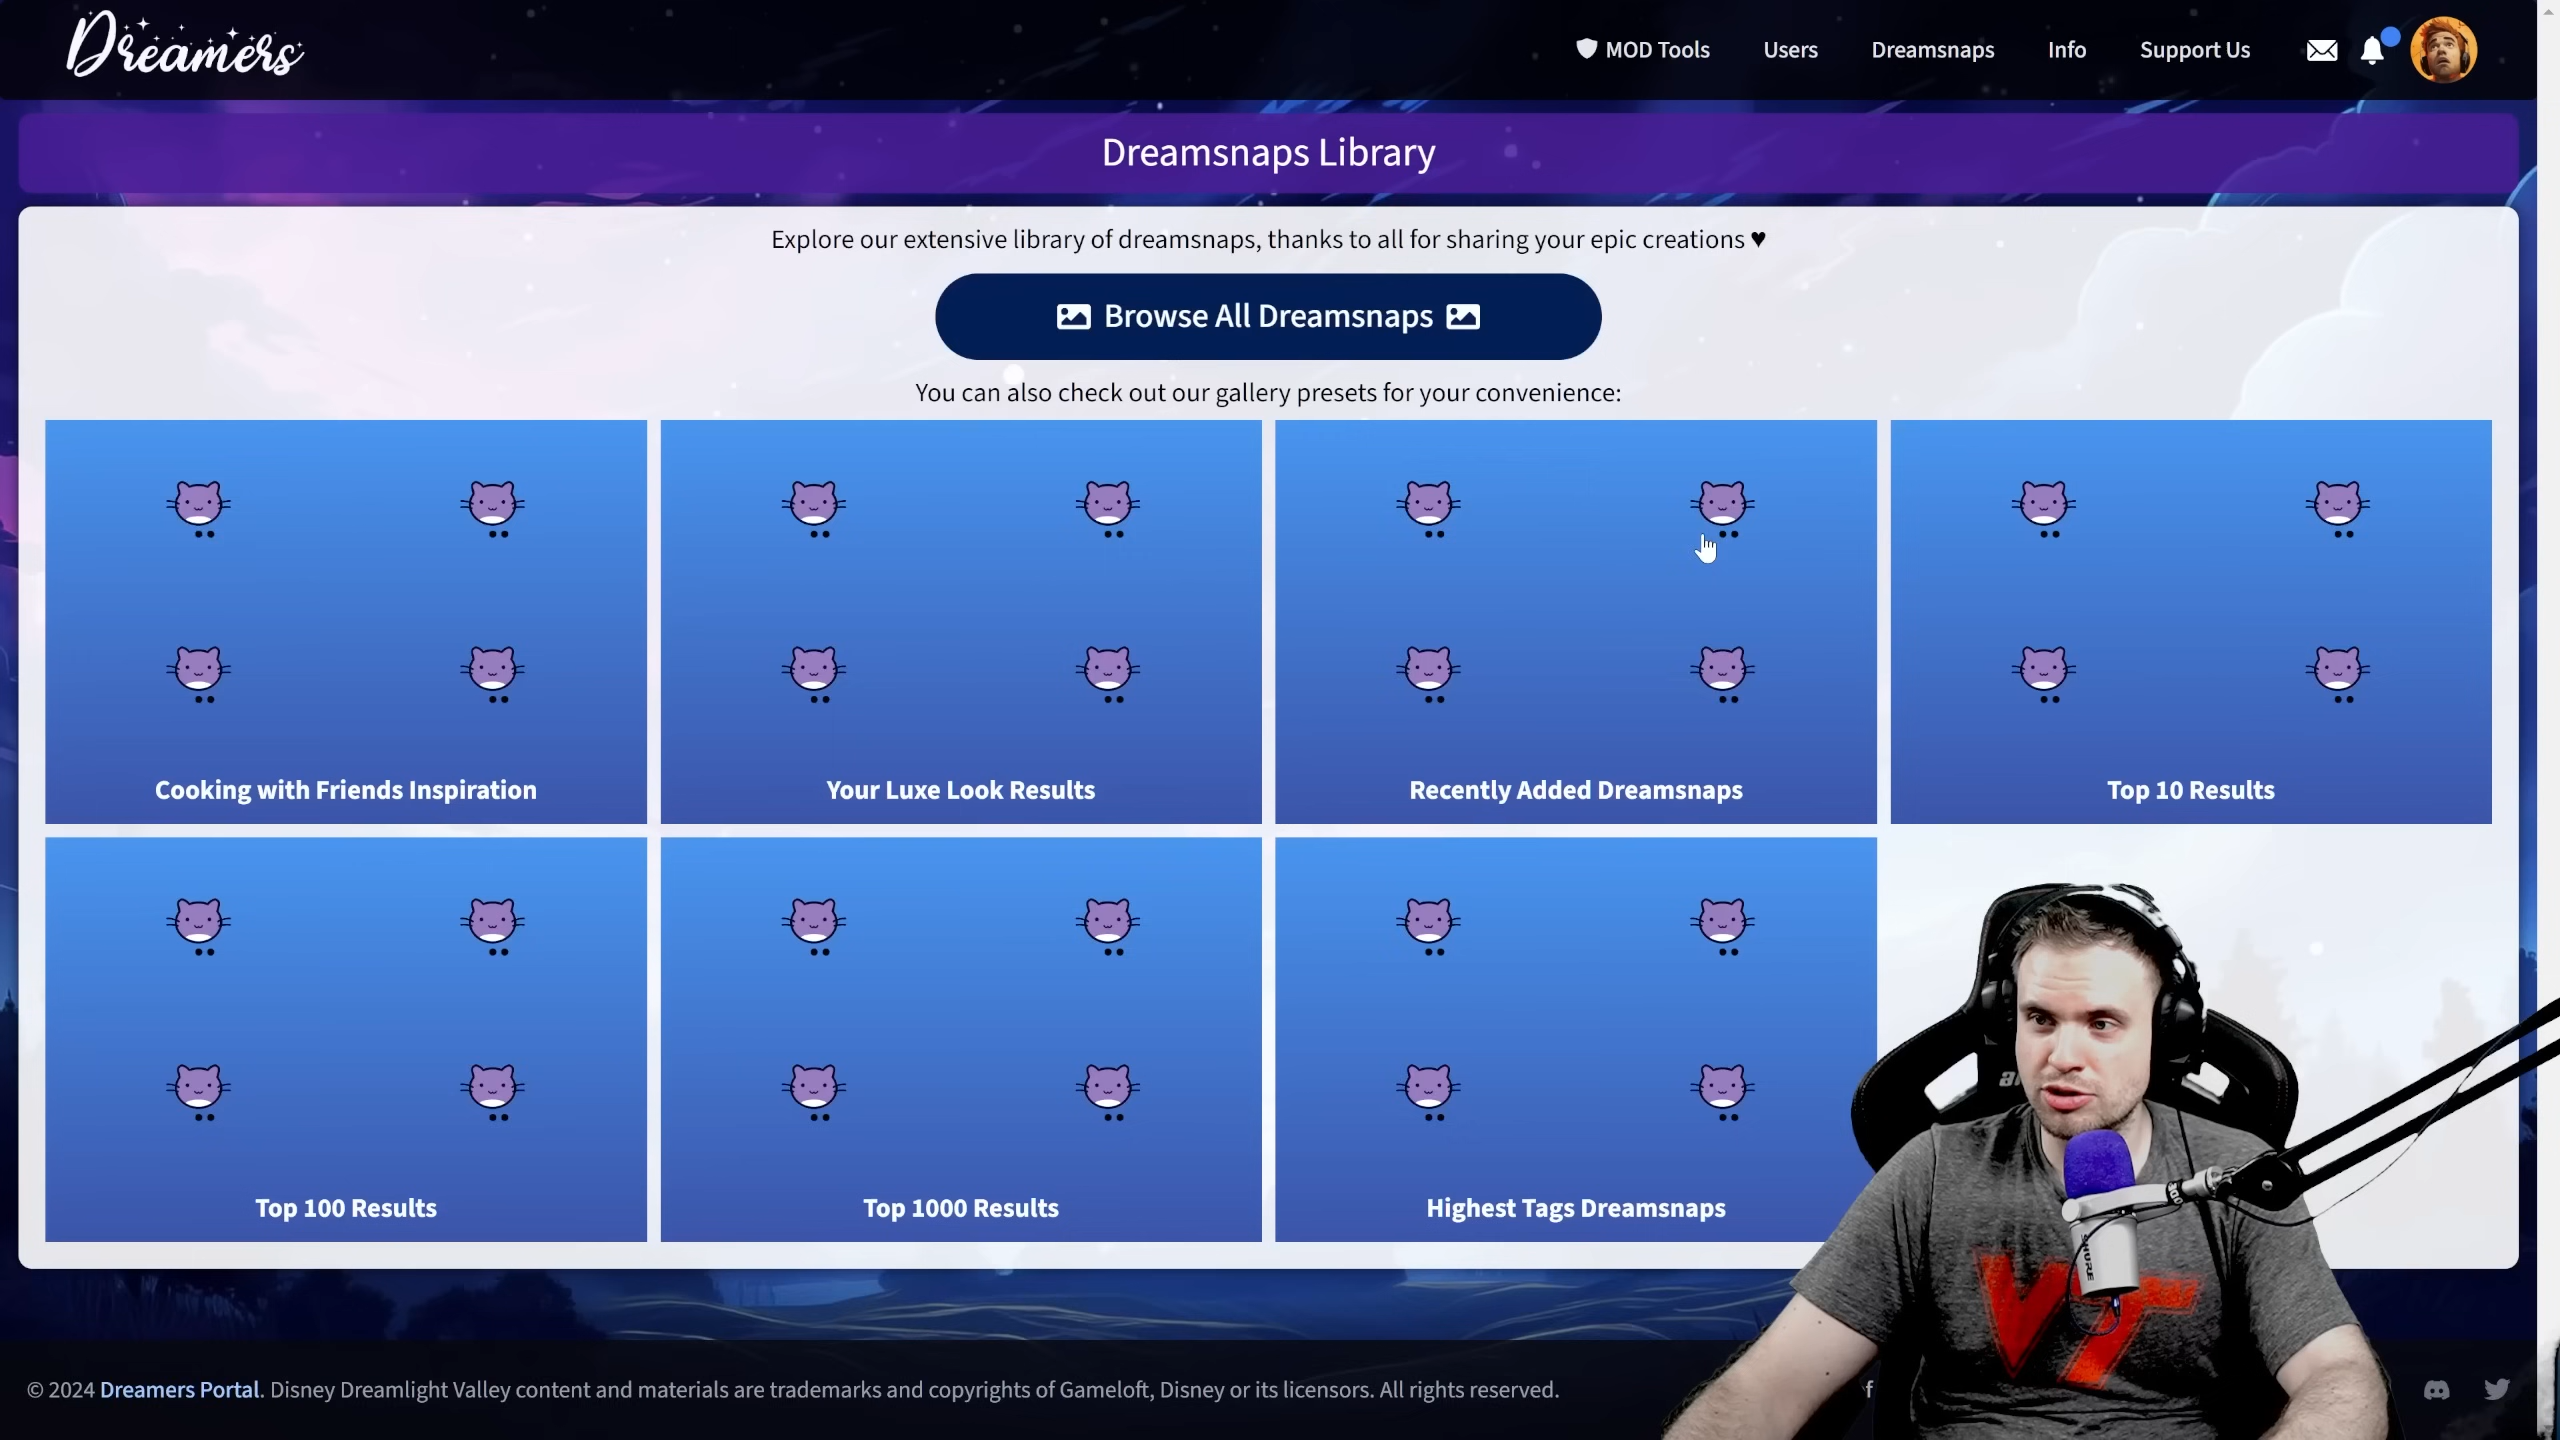 Dreamers
MOD Tools Users Dreamsnaps Info Support Us
Dreamsnaps Library
Explore our extensive library of dreamsnaps, thanks to all for sharing your epic creations ♥
Browse All Dreamsnaps
You can also check out our gallery presets for your convenience:
Cooking with Friends Inspiration
Your Luxe Look Results
Recently Added Dreamsnaps
Top 10 Results
Top 100 Results
Top 1000 Results
Highest Tags Dreamsnaps
SHURE
VT
© 2024 Dreamers Portal. Disney Dreamlight Valley content and materials are trademarks and copyrights of Gameloft, Disney or its licensors. All rights reserved.